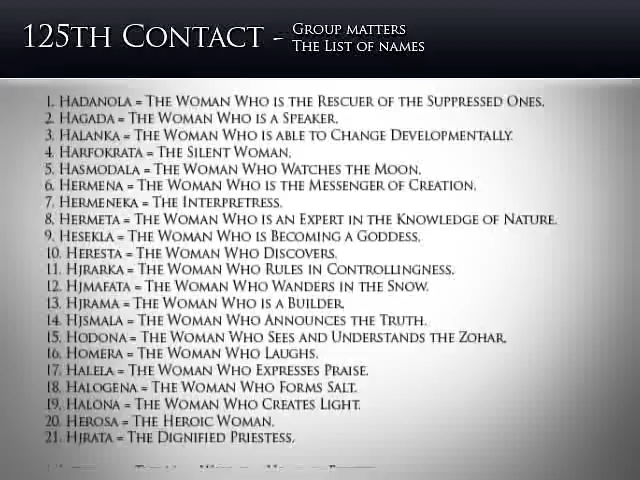 125th Contact - Group matters
The List of names
1. Hadanola = The Woman Who is the Rescuer of the Suppressed Ones.
2. Hagada = The Woman Who is a Speaker.
3. Halanka = The Woman Who is able to Change Developmentally.
4. Harfokrata = The Silent Woman.
5. Hasmodala = The Woman Who Watches the Moon.
6. Hermena = The Woman Who is the Messenger of Creation.
7. Hermeneka = The Interpretress.
8. Hermeta = The Woman Who is an Expert in the Knowledge of Nature.
9. Hesekla = The Woman Who is Becoming a Goddess.
10. Heresta = The Woman Who Discovers.
11. Hjrarka = The Woman Who Rules in Controllingness.
12. Hjmafata = The Woman Who Wanders in the Snow.
13. Hjrama = The Woman Who is a Builder.
14. Hjsmala = The Woman Who Announces the Truth.
15. Hodona = The Woman Who Sees and Understands the Zohar.
16. Homera = The Woman Who Laughs.
17. Halela = The Woman Who Expresses Praise.
18. Halogena = The Woman Who Forms Salt.
19. Halona = The Woman Who Creates Light.
20. Herosa = The Heroic Woman.
21. Hjrata = The Dignified Priestess.